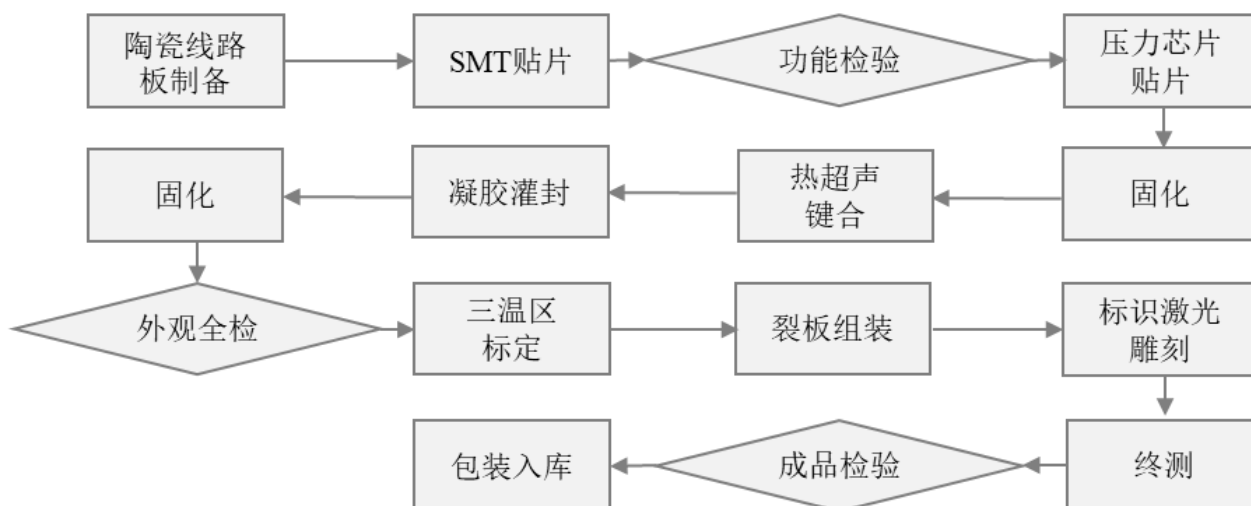 陶瓷线路
板制备
SMT贴片
功能检验
压力芯片
贴片
固化
凝胶灌封
热超声
键合
固化
外观全检
三温区
标定
裂板组装
标识激光
雕刻
包装入库
成品检验
终测